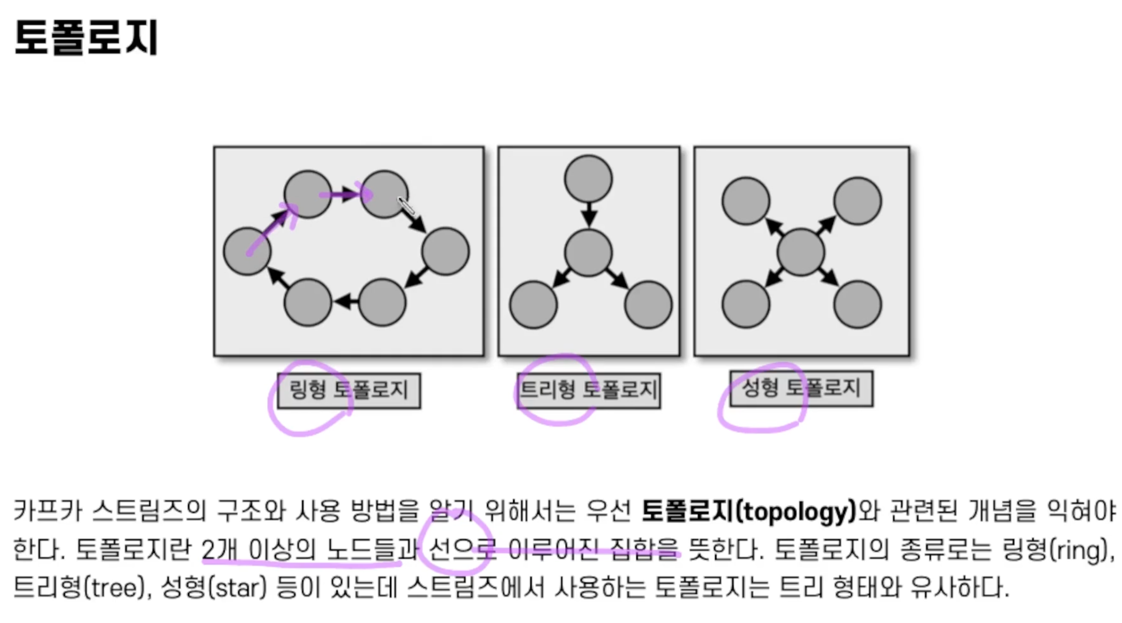 토폴로지
링형 토폴로지
트리형 토폴로지
성형 토폴로지
카프카 스트림즈의 구조와 사용 방법을 알기 위해서는 우선 토폴로지(topology)와 관련된 개념을 익혀야
한다. 토폴로지란 2개 이상의 노드들과 선으로 이루어진 집합을 뜻한다. 토폴로지의 종류로는 링형(ring),
트리형(tree), 성형(star) 등이 있는데 스트림즈에서 사용하는 토폴로지는 트리 형태와 유사하다.